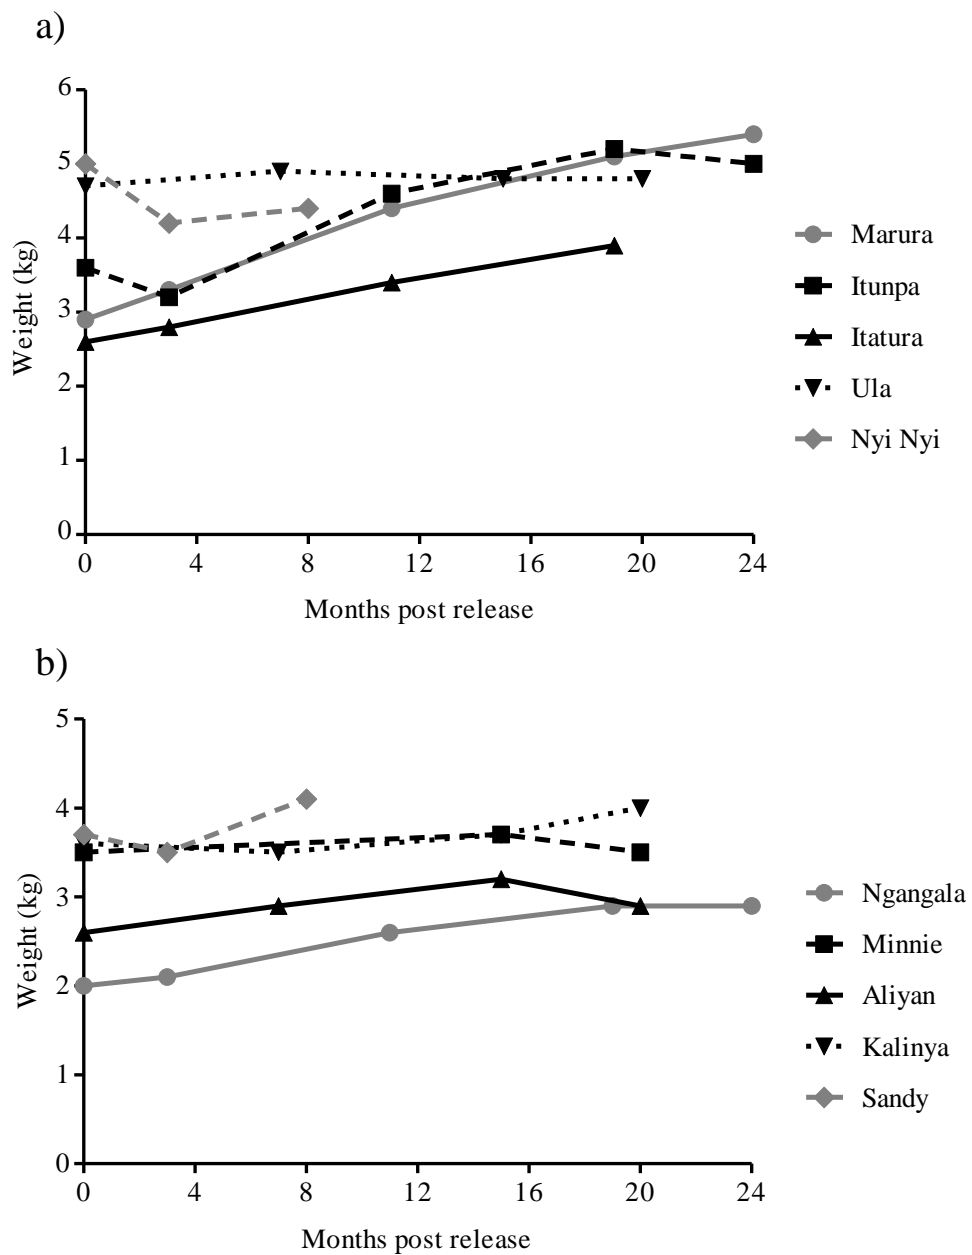 a)
6
5
4
3
2
1
0
Weight (kg)
0 4 8 12 16 20 24
Months post release
Marura
Itunpa
Itatura
Ula
Nyi Nyi
b)
5
4
3
2
1
0
Weight (kg)
0 4 8 12 16 20 24
Months post release
Ngangala
Minnie
Aliyan
Kalinya
Sandy